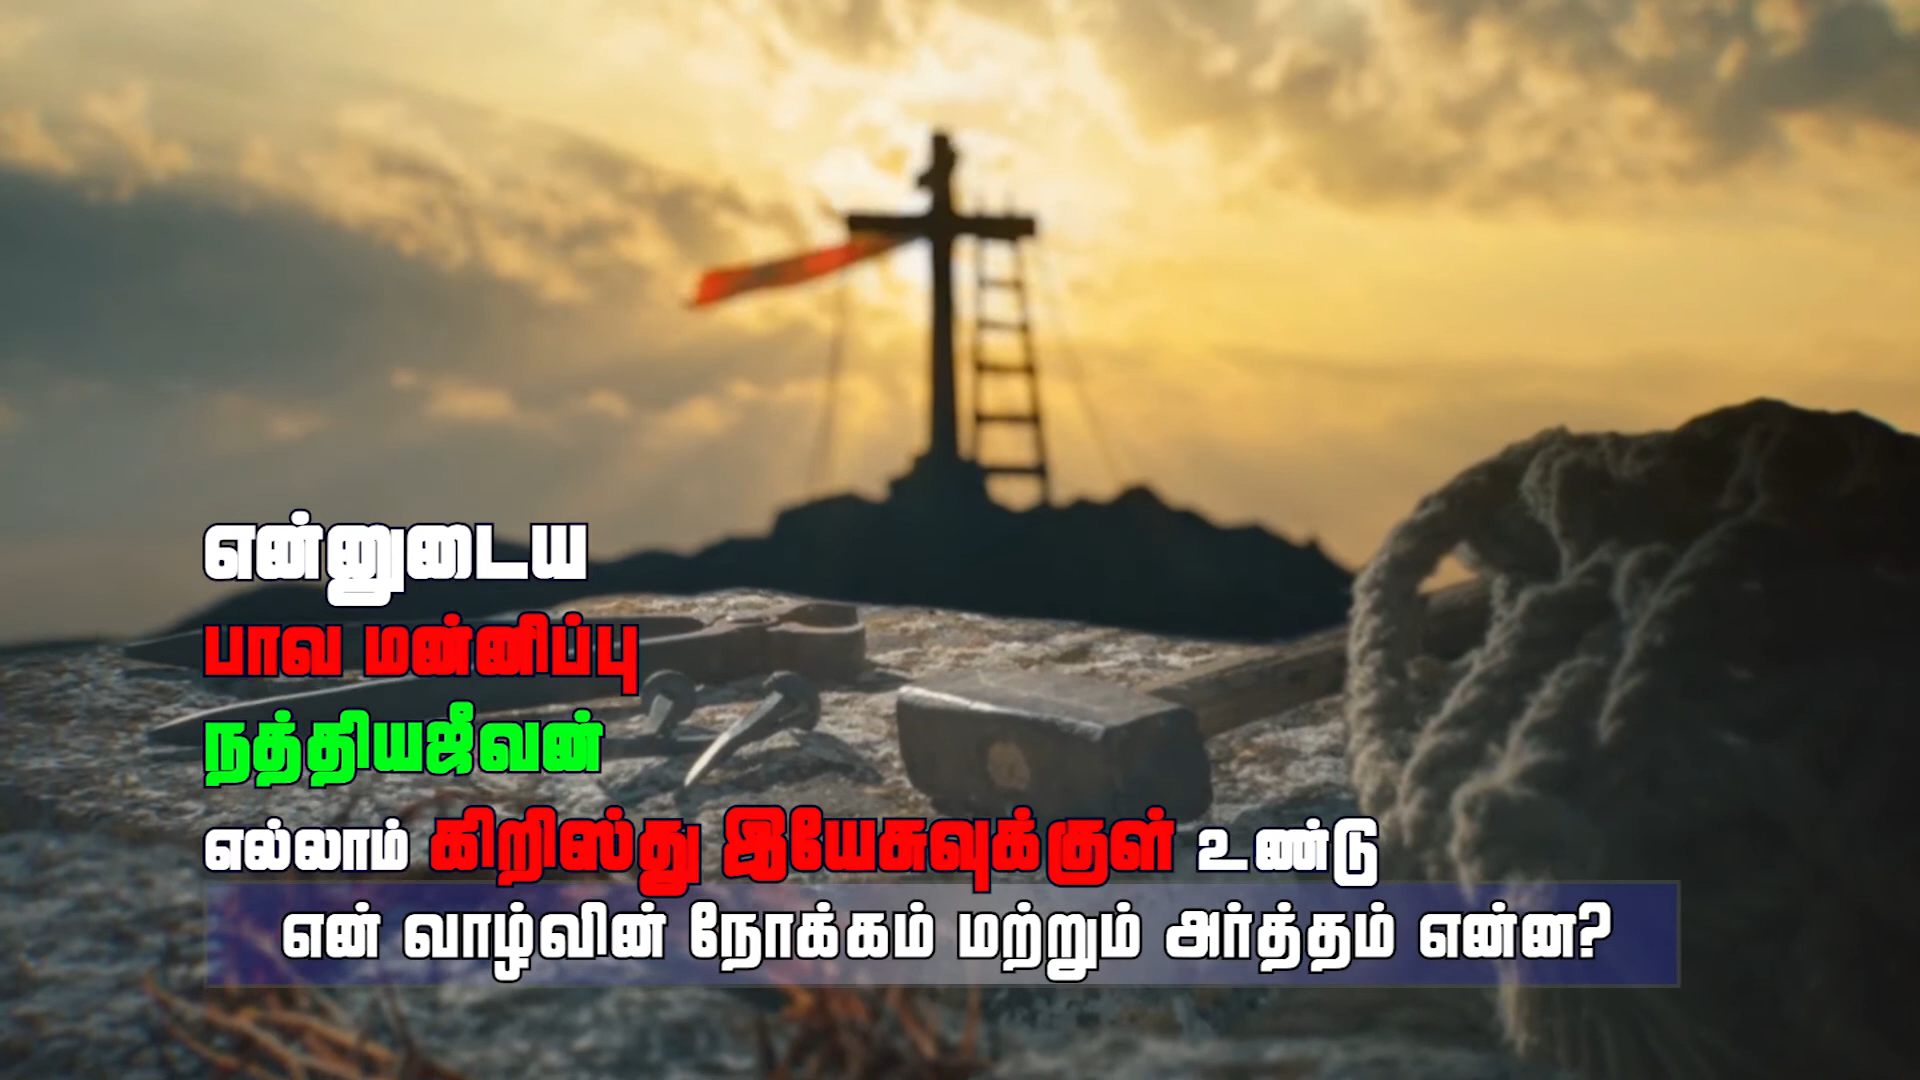 என்னுடைய
பாவ மன்னிப்பு
நத்தியஜீவன்
எல்லாம் கிறிஸ்து இயேசுவுக்குள் உண்டு
என் வாழ்வின் நோக்கம் மற்றும் அர்த்தம் என்ன?